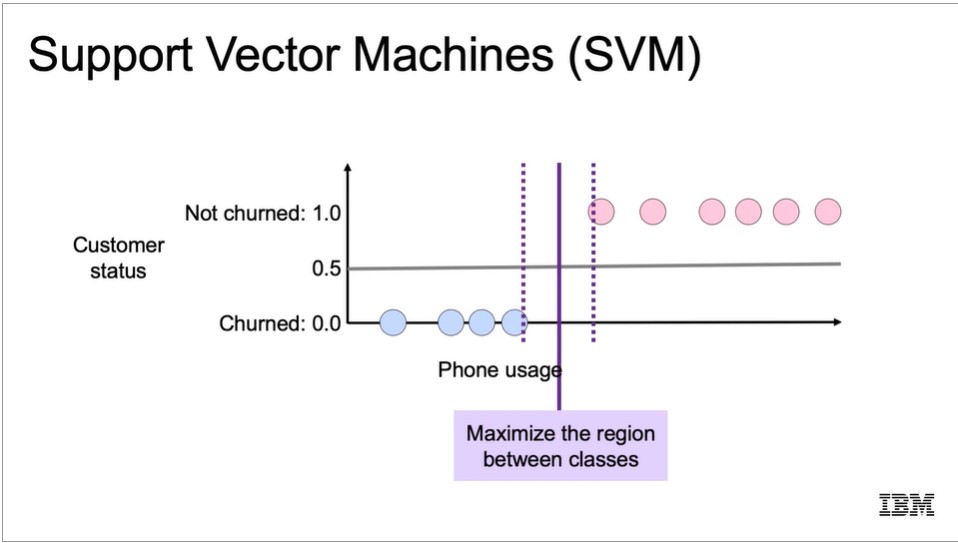 Support Vector Machines (SVM)
Not churned: 1.0
Customer
status
0.5
Churned: 0.0
Phone usage
Maximize the region
between classes
IBM